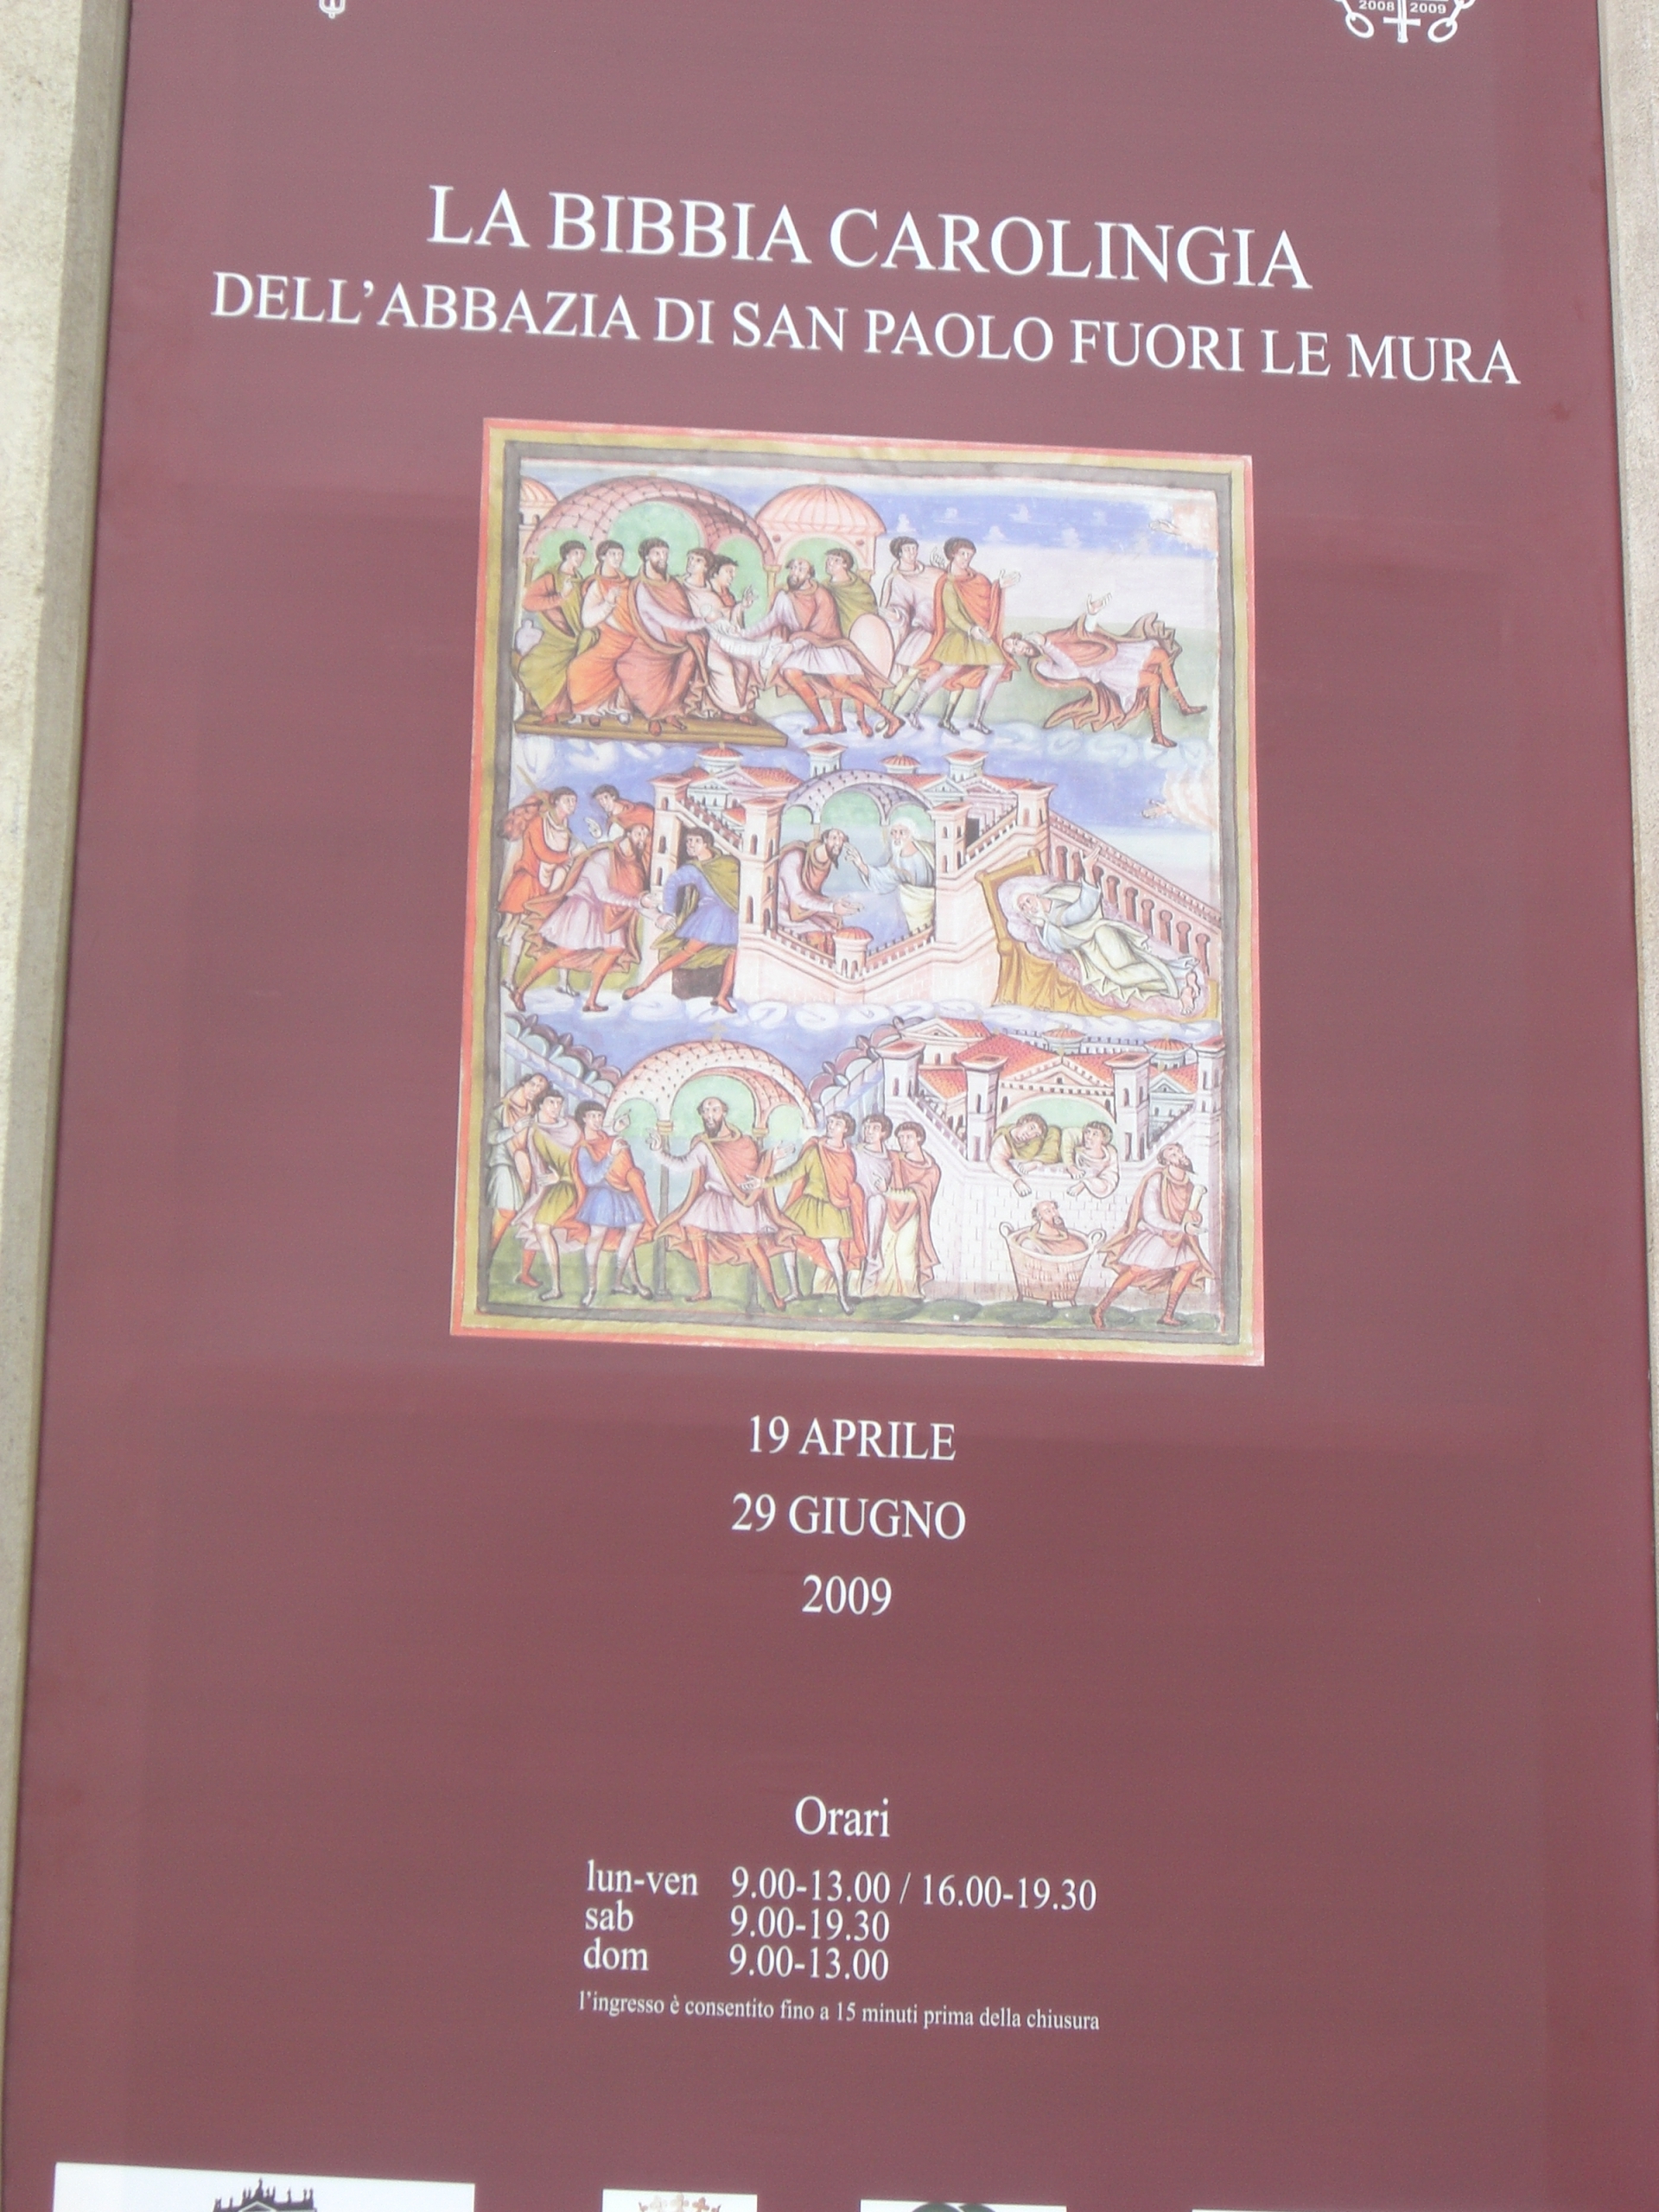 2008 2009
LA BIBBIA CAROLINGIA
DELL'ABBAZIA DI SAN PAOLO FUORI LE MURA
19 APRILE
29 GIUGNO
2009
Orari
lun-ven 9.00-13.00 / 16.00-19.30
sab 9.00-19.30
dom 9.00-13.00
l'ingresso è consentito fino a 15 minuti prima della chiusura